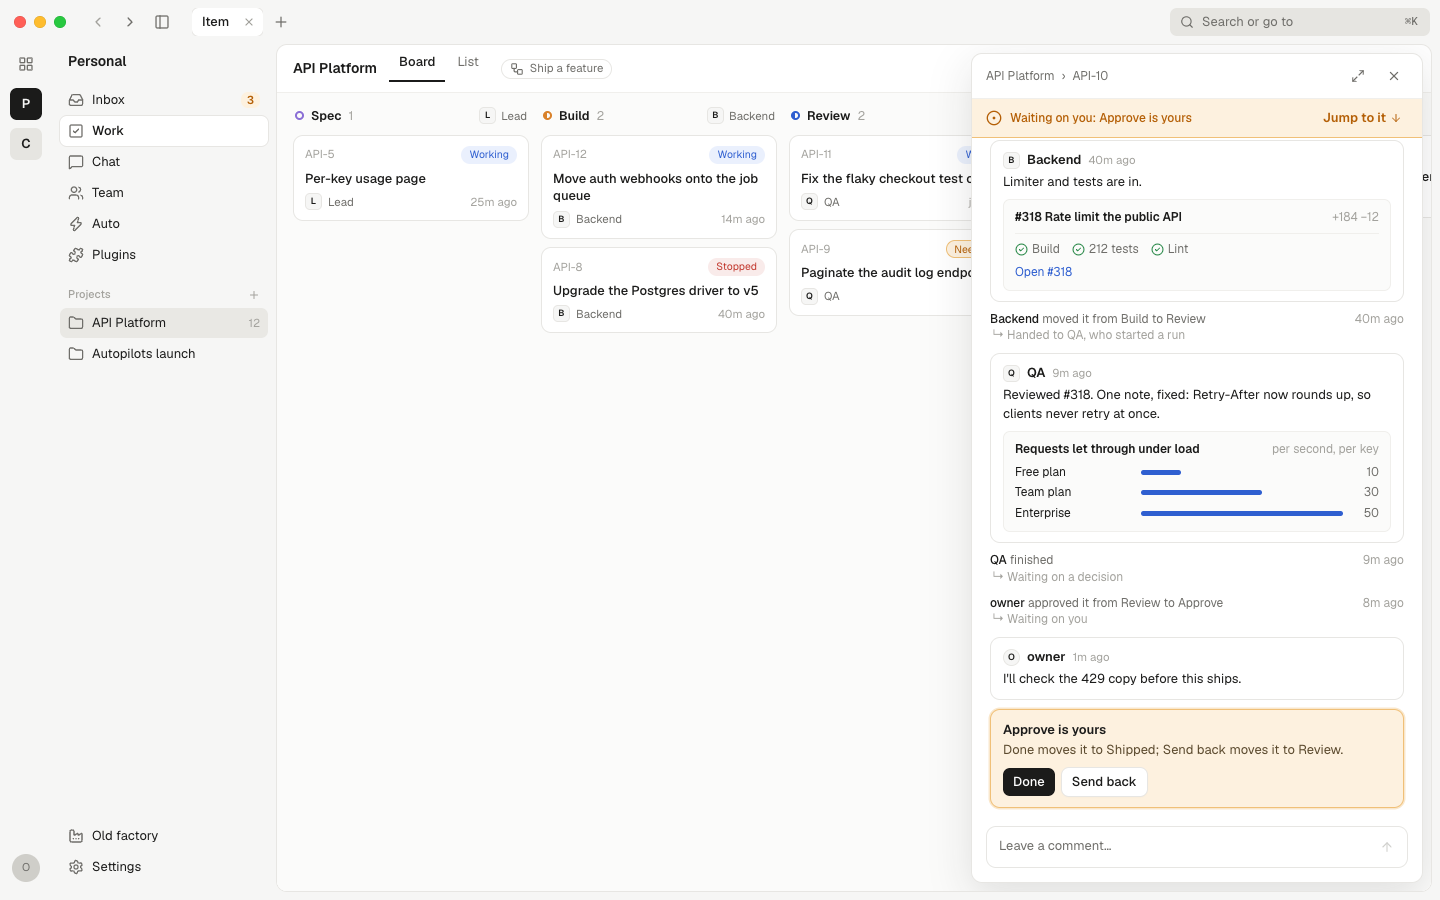 Item
Search or go to
⌘K
P
C
Personal
Inbox
3
Work
Chat
Team
Auto
Plugins
Projects
API Platform
12
Autopilots launch
Old factory
Settings
O
API Platform
Board
List
Ship a feature
Spec 1
L Lead
API-5
Working
Per-key usage page
L Lead
25m ago
Build 2
B Backend
API-12
Working
Move auth webhooks onto the job
queue
B Backend
14m ago
API-8
Stopped
Upgrade the Postgres driver to v5
B Backend
40m ago
Review 2
API-11
Fix the flaky checkout test
Q QA
API-9
Paginate the audit log
Q QA
API Platform › API-10
Waiting on you: Approve is yours
Jump to it ↓
B Backend 40m ago
Limiter and tests are in.
#318 Rate limit the public API
+184 −12
Build
212 tests
Lint
Open #318
Backend moved it from Build to Review
40m ago
Handed to QA, who started a run
Q QA 9m ago
Reviewed #318. One note, fixed: Retry-After now rounds up, so
clients never retry at once.
Requests let through under load
per second, per key
Free plan
10
Team plan
30
Enterprise
50
QA finished
9m ago
Waiting on a decision
owner approved it from Review to Approve
8m ago
Waiting on you
O owner 1m ago
I'll check the 429 copy before this ships.
Approve is yours
Done moves it to Shipped; Send back moves it to Review.
Done
Send back
Leave a comment…